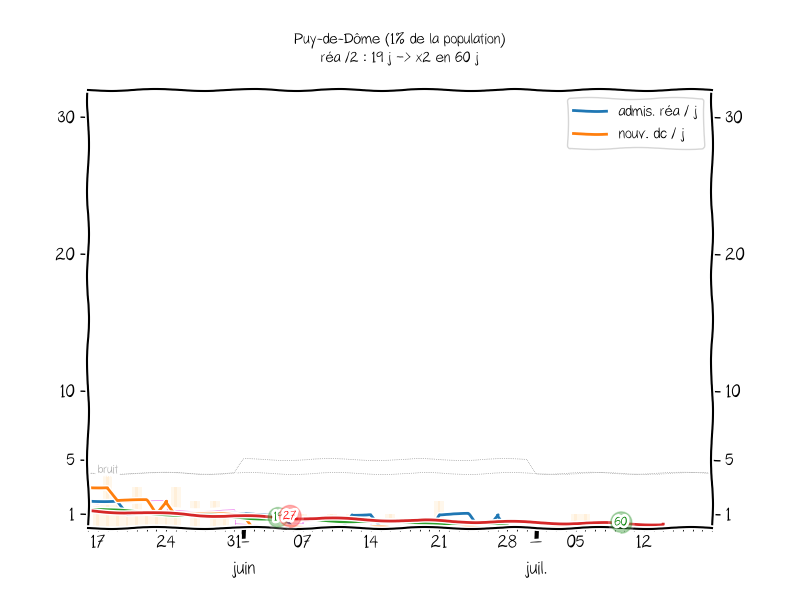 Puy-de-Dôme (1% de la population)
réa /2 : 19 j -> x2 en 60 j
admis. réa / j
nouv. dc / j
30 30
20 20
10 10
5 5
bruit
1 1
27 60
17 24 31 07 14 21 28 05 12
juin juil.